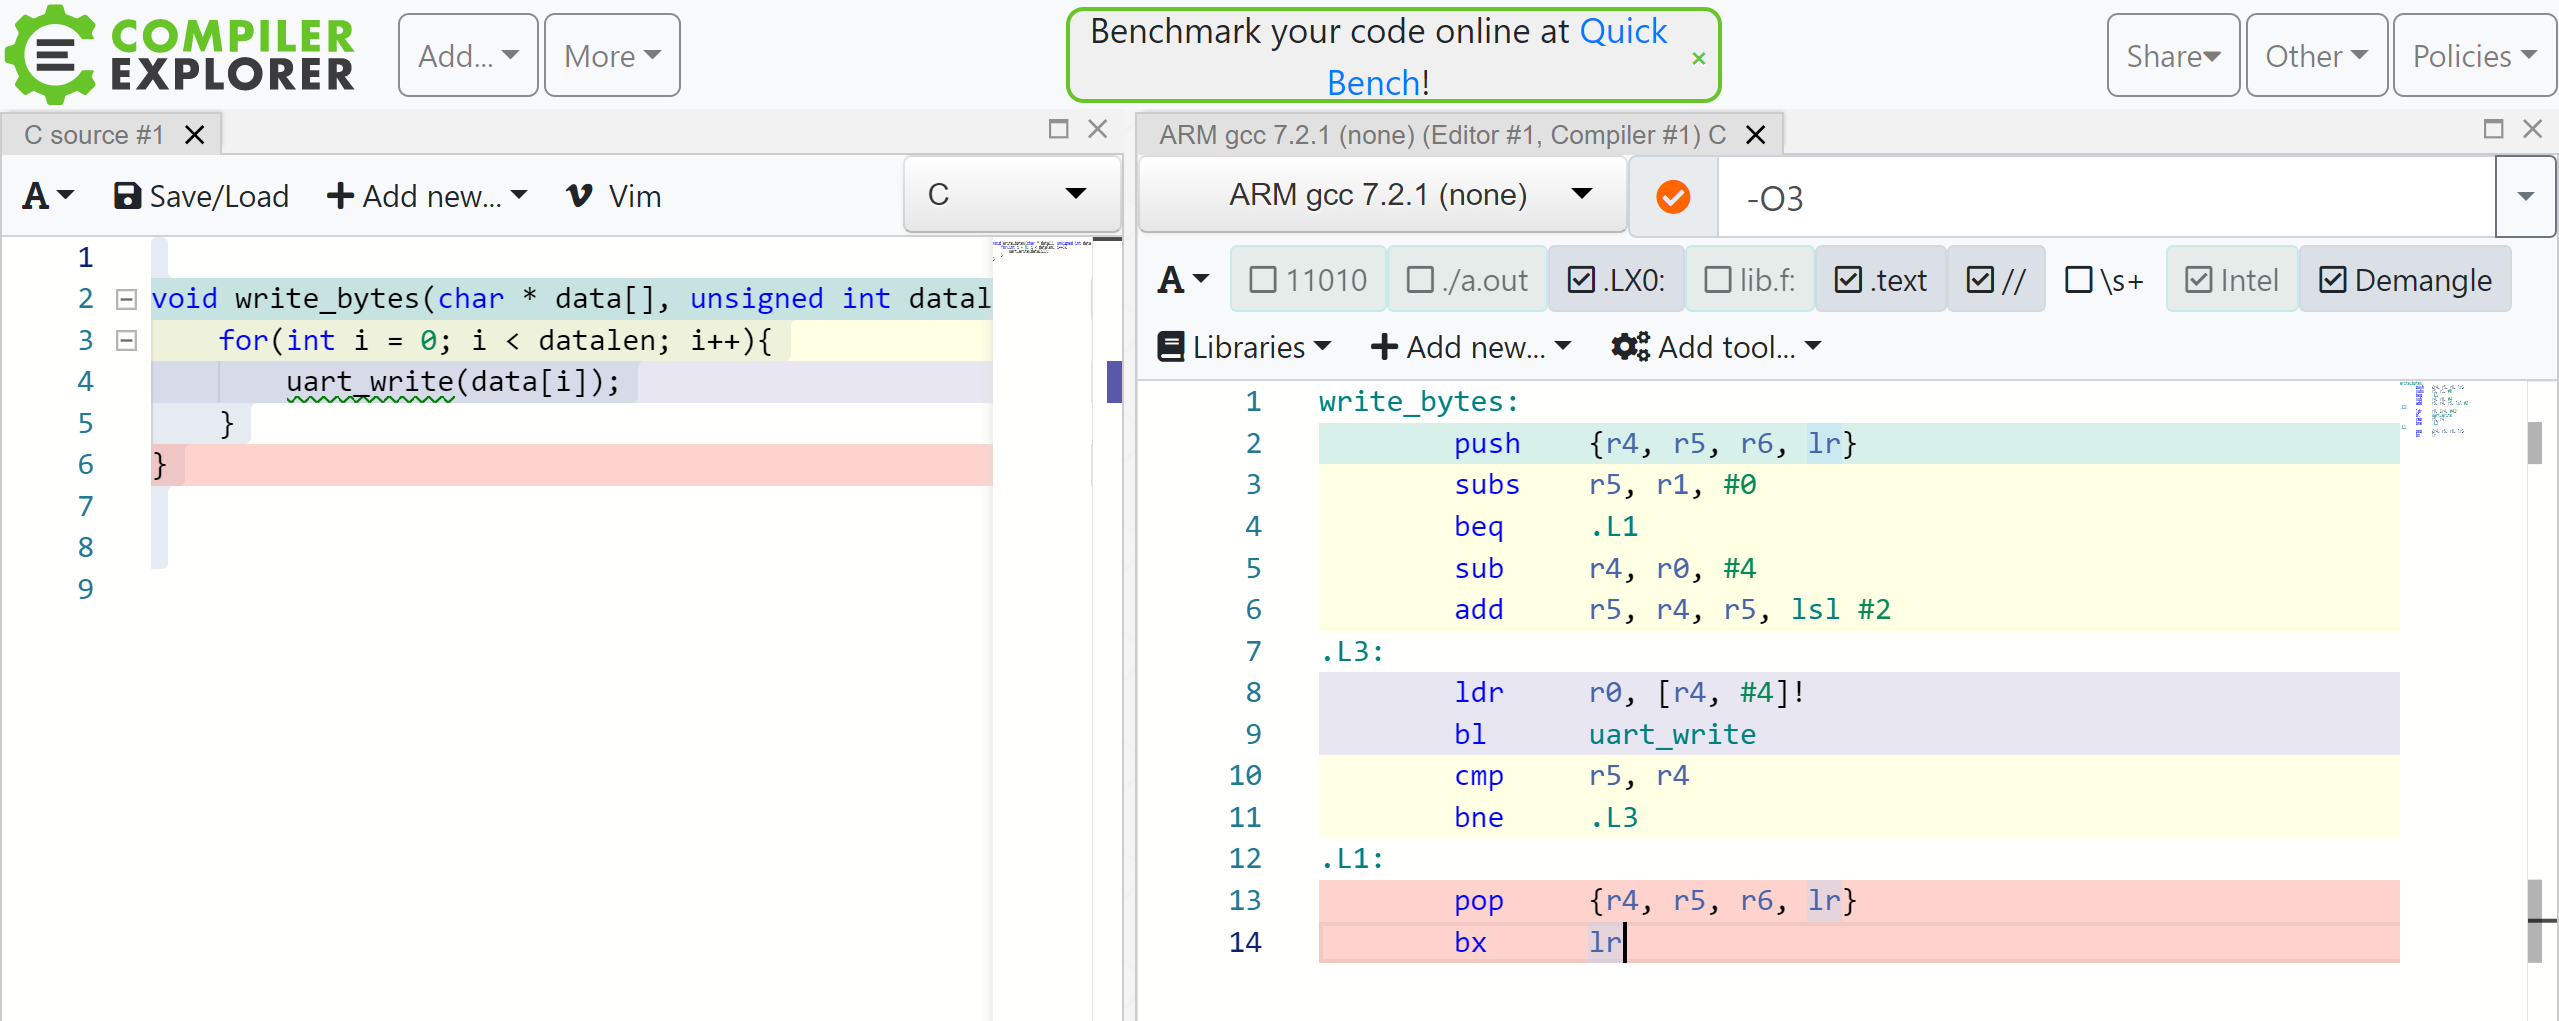 COMPILER EXPLORER
Add... More
Benchmark your code online at Quick
Bench!
×
Share Other Policies
C source #1
A Save/Load + Add new... Vim
C
1
2 void write_bytes(char * data[], unsigned int datal
3 for(int i = 0; i < datalen; i++){
4 uart_write(data[i]);
5 }
6 }
7
8
9
ARM gcc 7.2.1 (none) (Editor #1, Compiler #1) C
ARM gcc 7.2.1 (none)
-O3
A 11010 ./a.out .LX0: lib.f: .text // \s+ Intel Demangle
Libraries + Add new... Add tool...
1 write_bytes:
2 push {r4, r5, r6, lr}
3 subs r5, r1, #0
4 beq .L1
5 sub r4, r0, #4
6 add r5, r4, r5, lsl #2
7 .L3:
8 ldr r0, [r4, #4]!
9 bl uart_write
10 cmp r5, r4
11 bne .L3
12 .L1:
13 pop {r4, r5, r6, lr}
14 bx lr